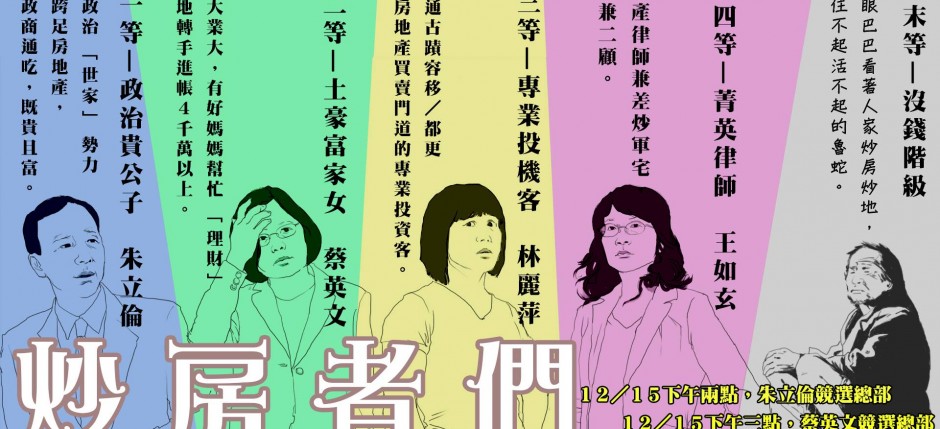 一等—政治貴公子 朱立倫
政治「世家」勢力
跨足房地產，
政商通吃，既貴且富。
二等—土豪富家女 蔡英文
大業大，有好媽媽幫忙「理財」
地轉手進帳4千萬以上。
三等—專業投機客 林麗萍
通古蹟容移／都更
房地產買賣門道的專業投資客。
四等—菁英律師 王如玄
產律師兼差炒軍宅
兼二顧。
末等—沒錢階級
眼巴巴看著人家炒房炒地，
住不起活不起的魯蛇。
炒房者們
12／15下午兩點，朱立倫競選總部
12／15下午三點，蔡英文競選總部